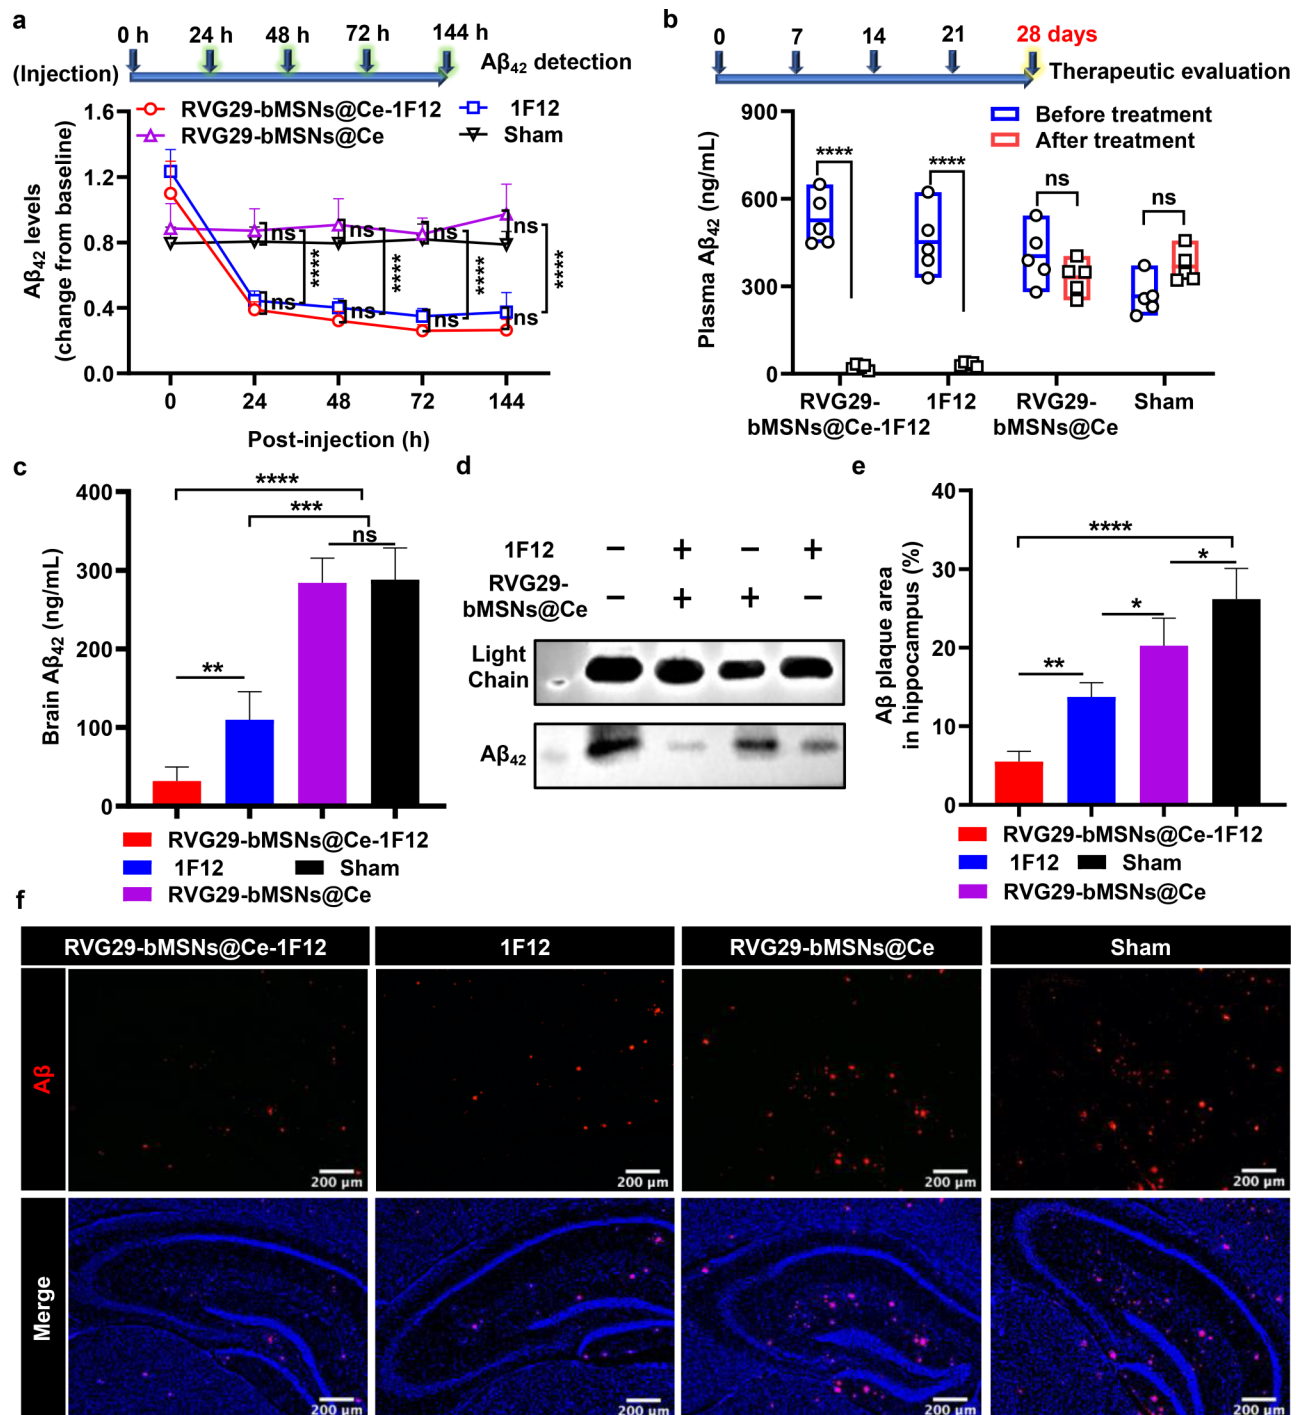 a
0 h 24 h 48 h 72 h 144 h
(Injection)
Aβ42 detection
RVG29-bMSNs@Ce-1F12
1F12
RVG29-bMSNs@Ce
Sham
Aβ42 levels
(change from baseline)
1.6
1.2
0.8
0.4
0.0
ns ns ns ns
**** **** **** ****
ns ns ns ns
0 24 48 72 144
Post-injection (h)
b
0 7 14 21 28 days
Therapeutic evaluation
Before treatment
After treatment
Plasma Aβ42 (ng/mL)
900
600
300
0
**** **** ns ns
RVG29-
bMSNs@Ce-1F12
1F12
RVG29-
bMSNs@Ce
Sham
c
Brain Aβ42 (ng/mL)
400
300
200
100
0
****
***
ns
**
RVG29-bMSNs@Ce-1F12
1F12
Sham
RVG29-bMSNs@Ce
d
1F12 − + − +
RVG29-
bMSNs@Ce
− + + −
Light
Chain
Aβ42
e
Aβ plaque area
in hippocampus (%)
40
30
20
10
0
****
*
*
**
RVG29-bMSNs@Ce-1F12
1F12
Sham
RVG29-bMSNs@Ce
f
RVG29-bMSNs@Ce-1F12
1F12
RVG29-bMSNs@Ce
Sham
Aβ
200 µm
200 µm
200 µm
200 µm
Merge
200 µm
200 µm
200 µm
200 µm